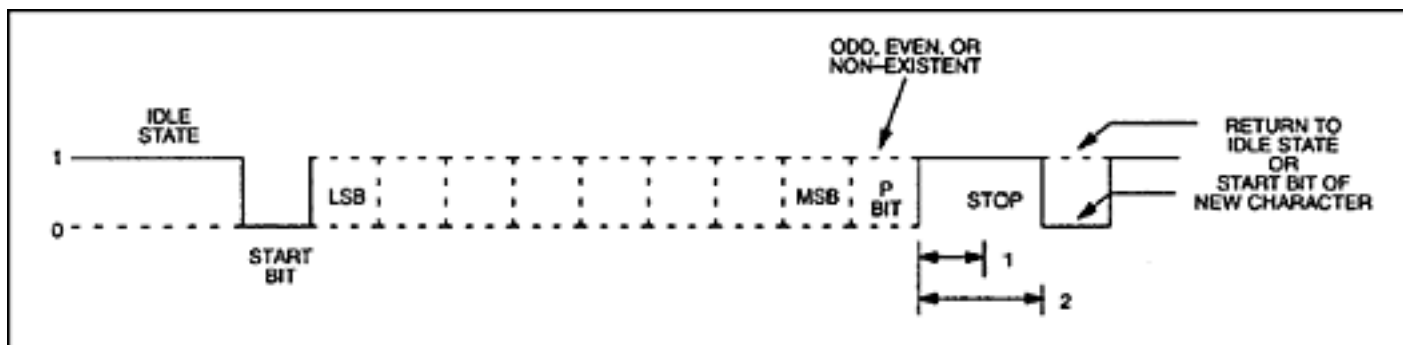 ODD, EVEN, OR
NON-EXISTENT
IDLE
STATE
1
0
START
BIT
LSB
MSB
P
BIT
STOP
1
2
RETURN TO
IDLE STATE
OR
START BIT OF
NEW CHARACTER